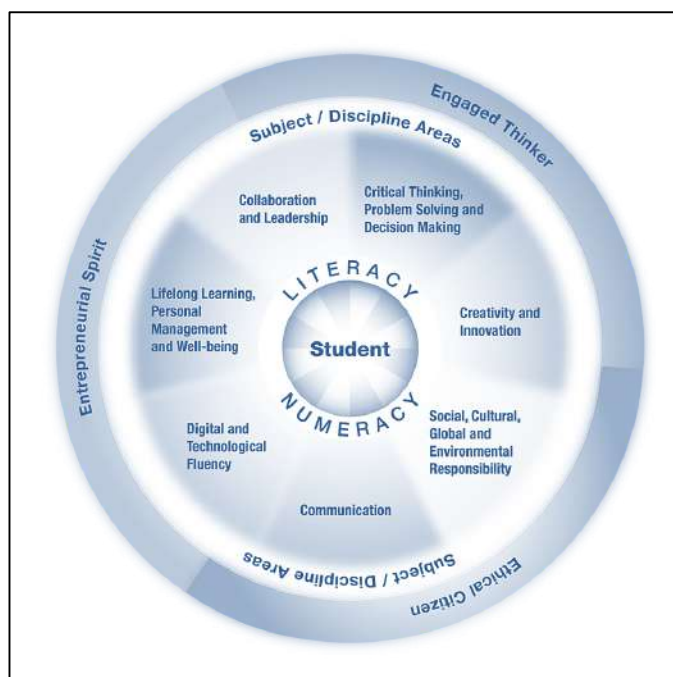 Engaged Thinker
Subject / Discipline Areas
Collaboration
and Leadership
Critical Thinking,
Problem Solving and
Decision Making
Entrepreneurial Spirit
Lifelong Learning,
Personal
Management
and Well-being
LITERACY
Student
NUMERACY
Creativity and
Innovation
Digital and
Technological
Fluency
Social, Cultural,
Global and
Environmental
Responsibility
Communication
Subject / Discipline Areas
Ethical Citizen